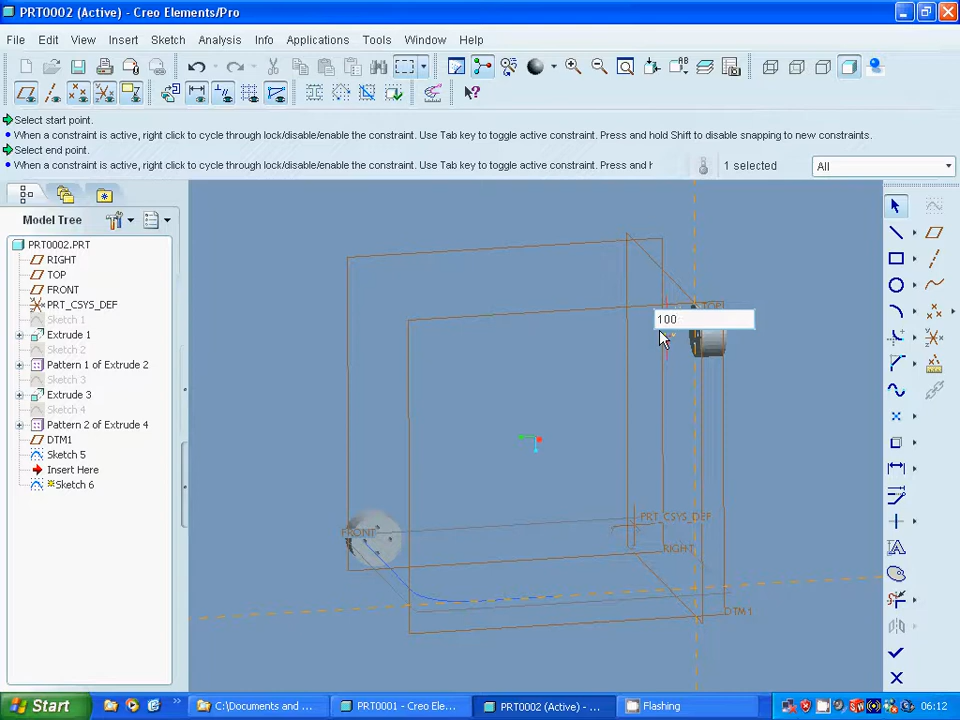 PRT0002 (Active) - Creo Elements/Pro
File Edit View Insert Sketch Analysis Info Applications Tools Window Help
Select start point.
When a constraint is active, right click to cycle through lock/disable/enable the constraint. Use Tab key to toggle active constraint. Press and hold Shift to disable snapping to new constraints.
Select end point.
When a constraint is active, right click to cycle through lock/disable/enable the constraint. Use Tab key to toggle active constraint. Press and h
1 selected
All
Model Tree
PRT0002.PRT
RIGHT
TOP
FRONT
PRT_CSYS_DEF
Sketch 1
Extrude 1
Sketch 2
Pattern 1 of Extrude 2
Sketch 3
Extrude 3
Sketch 4
Pattern 2 of Extrude 4
DTM1
Sketch 5
Insert Here
Sketch 6
TOP
100
PRT_CSYS_DEF
FRONT
RIGHT
DTM1
Start
C:\Documents and ...
PRT0001 - Creo Ele...
PRT0002 (Active) - ...
Flashing
06:12